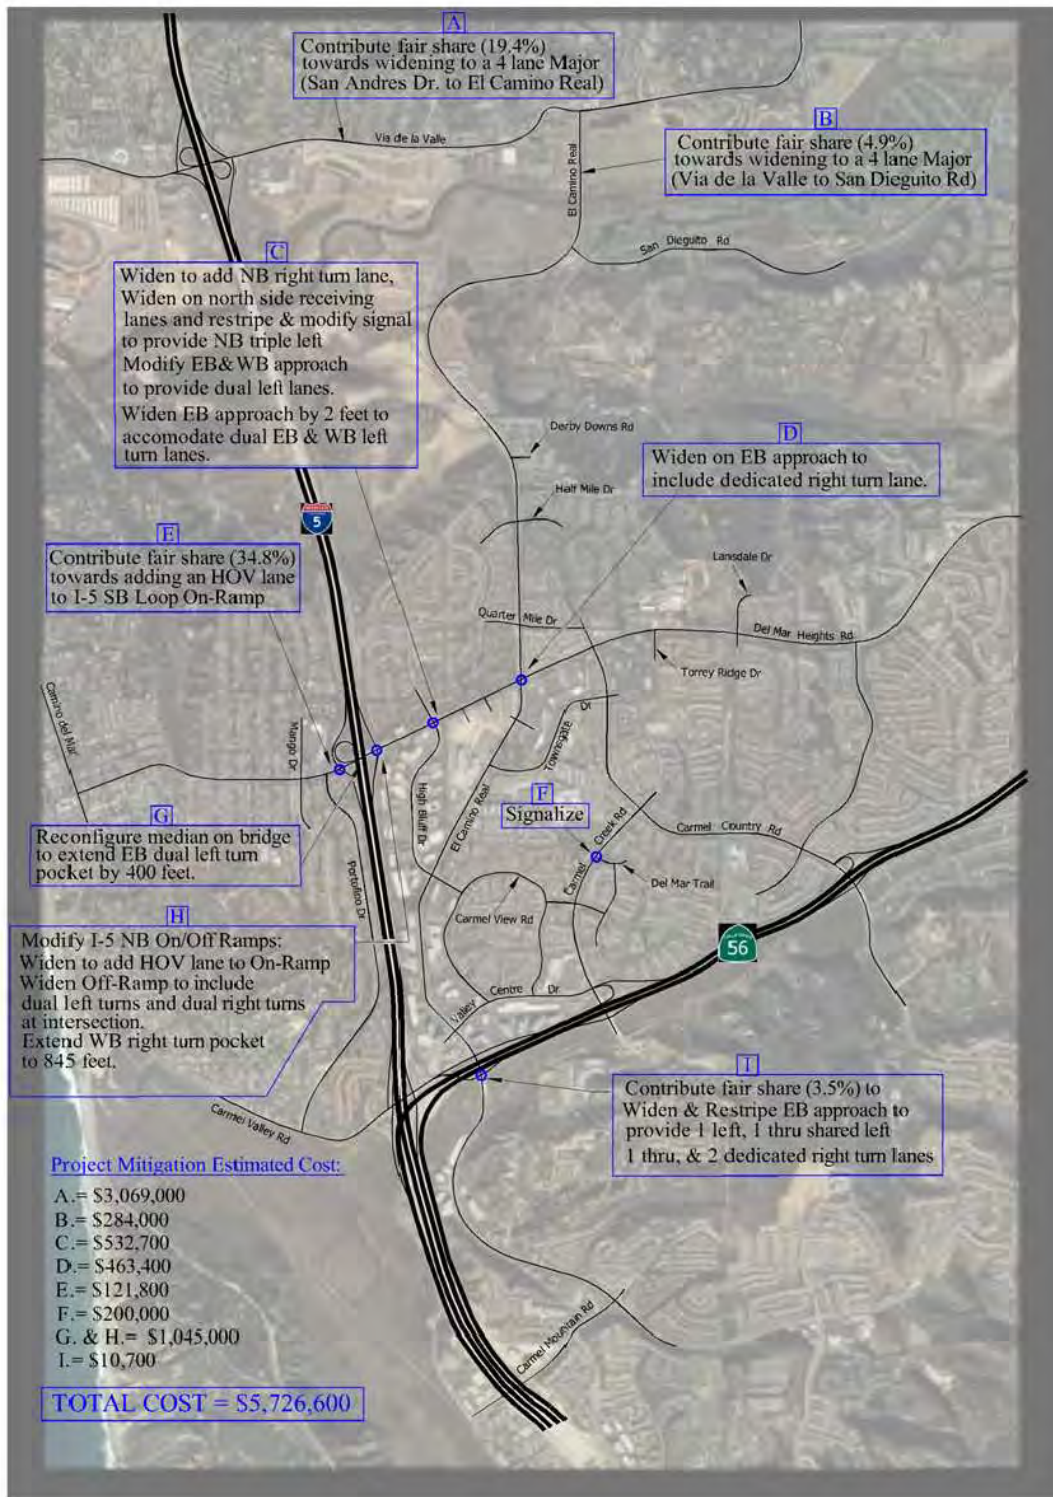 A
Contribute fair share (19.4%)
towards widening to a 4 lane Major
(San Andres Dr. to El Camino Real)
Via de la Valle
B
Contribute fair share (4.9%)
towards widening to a 4 lane Major
(Via de la Valle to San Dieguito Rd)
El Camino Real
San Dieguito Rd
C
Widen to add NB right turn lane,
Widen on north side receiving
lanes and restripe & modify signal
to provide NB triple left
Modify EB& WB approach
to provide dual left lanes.
Widen EB approach by 2 feet to
accomodate dual EB & WB left
turn lanes.
Derby Downs Rd
D
Widen on EB approach to
include dedicated right turn lane.
Half Mile Dr
5
E
Contribute fair share (34.8%)
towards adding an HOV lane
to I-5 SB Loop On-Ramp
Lansdale Dr
Quarter Mile Dr
Del Mar Heights Rd
Torrey Ridge Dr
Camino del Mar
Mango Dr
Townsgate Dr
High Bluff Dr
El Camino Real
F
Signalize
Carmel Creek Rd
Carmel Country Rd
G
Reconfigure median on bridge
to extend EB dual left turn
pocket by 400 feet.
Portofino Dr
Del Mar Trail
Carmel View Rd
H
Modify I-5 NB On/Off Ramps:
Widen to add HOV lane to On-Ramp
Widen Off-Ramp to include
dual left turns and dual right turns
at intersection.
Extend WB right turn pocket
to 845 feet.
56
Valley Centre Dr
I
Contribute fair share (3.5%) to
Widen & Restripe EB approach to
provide 1 left, 1 thru shared left
1 thru, & 2 dedicated right turn lanes
Carmel Valley Rd
Project Mitigation Estimated Cost:
A.= $3,069,000
B.= $284,000
C.= $532,700
D.= $463,400
E.= $121,800
F.= $200,000
G. & H.= $1,045,000
I.= $10,700
TOTAL COST = $5,726,600
Carmel Mountain Rd